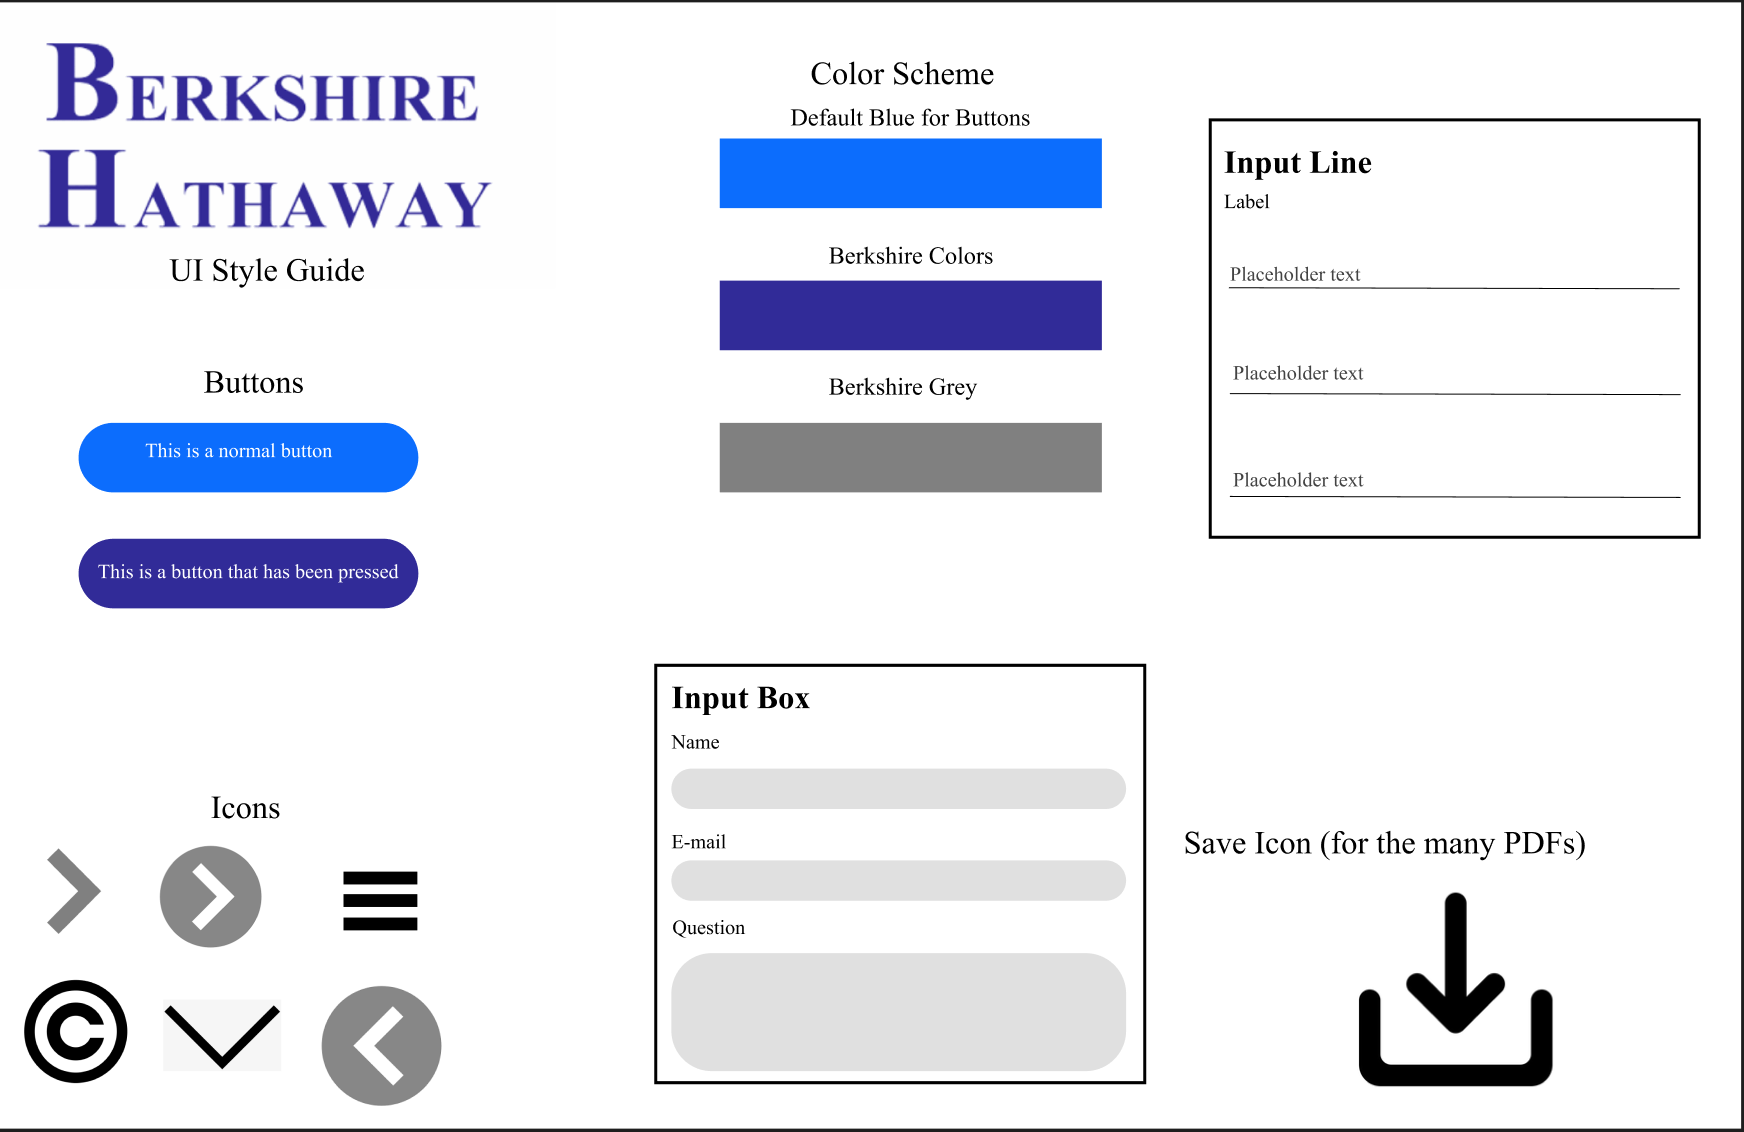 BERKSHIRE
HATHAWAY
UI Style Guide
Buttons
This is a normal button
This is a button that has been pressed
Icons
©
Color Scheme
Default Blue for Buttons
Berkshire Colors
Berkshire Grey
Input Box
Name
E-mail
Question
Input Line
Label
Placeholder text
Placeholder text
Placeholder text
Save Icon (for the many PDFs)